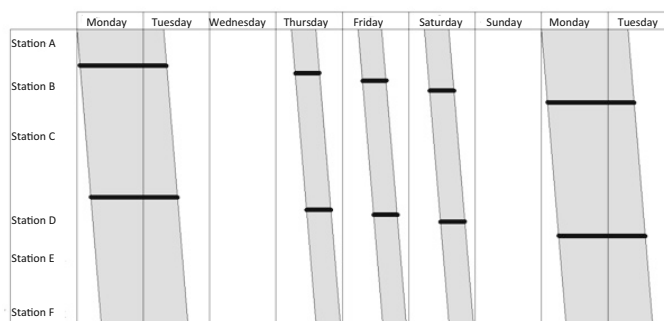 Monday Tuesday Wednesday Thursday Friday Saturday Sunday Monday Tuesday
Station A
Station B
Station C
Station D
Station E
Station F